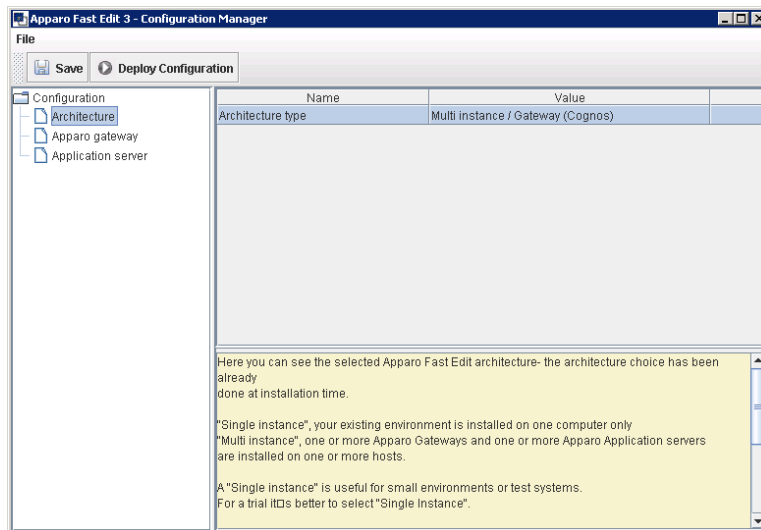 Apparo Fast Edit 3 - Configuration Manager
File
Save Deploy Configuration
Configuration
Architecture
Apparo gateway
Application server
Name Value
Architecture type Multi instance / Gateway (Cognos)
Here you can see the selected Apparo Fast Edit architecture- the architecture choice has been
already
done at installation time.
"Single instance", your existing environment is installed on one computer only
"Multi instance", one or more Apparo Gateways and one or more Apparo Application servers
are installed on one or more hosts.
A "Single instance" is useful for small environments or test systems.
For a trial it□s better to select "Single Instance".